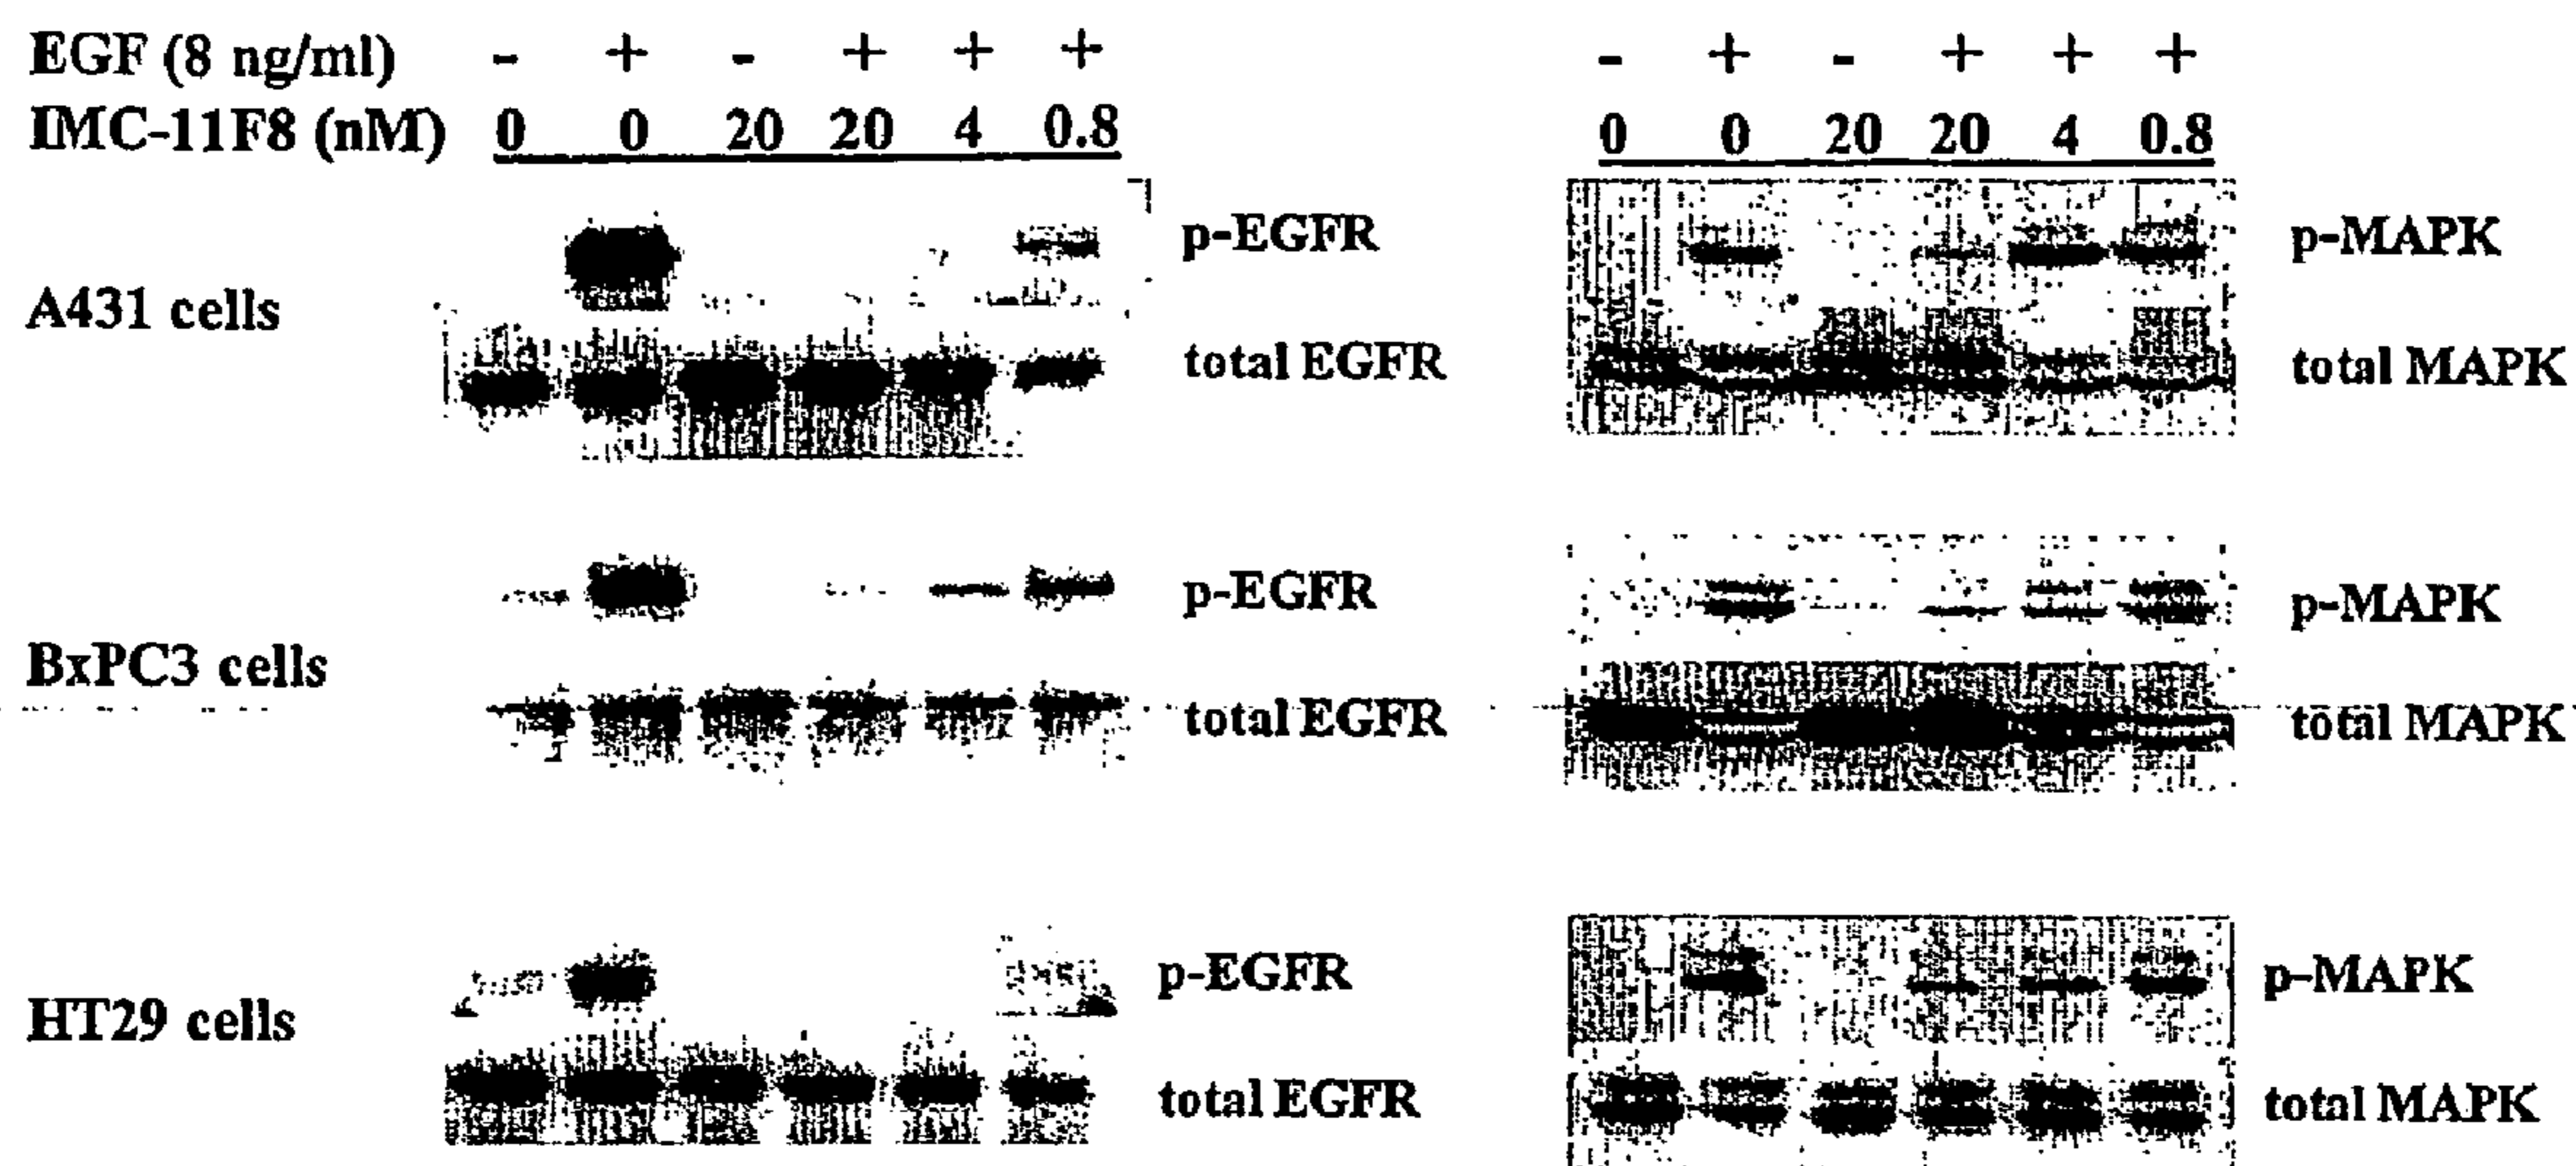 EGF (8 ng/ml) - + - + + + - + - + + +
IMC-11F8 (nM) 0 0 20 20 4 0.8 0 0 20 20 4 0.8
p-EGFR p-MAPK
A431 cells
total EGFR total MAPK
p-EGFR p-MAPK
BxPC3 cells
total EGFR total MAPK
p-EGFR p-MAPK
HT29 cells
total EGFR total MAPK